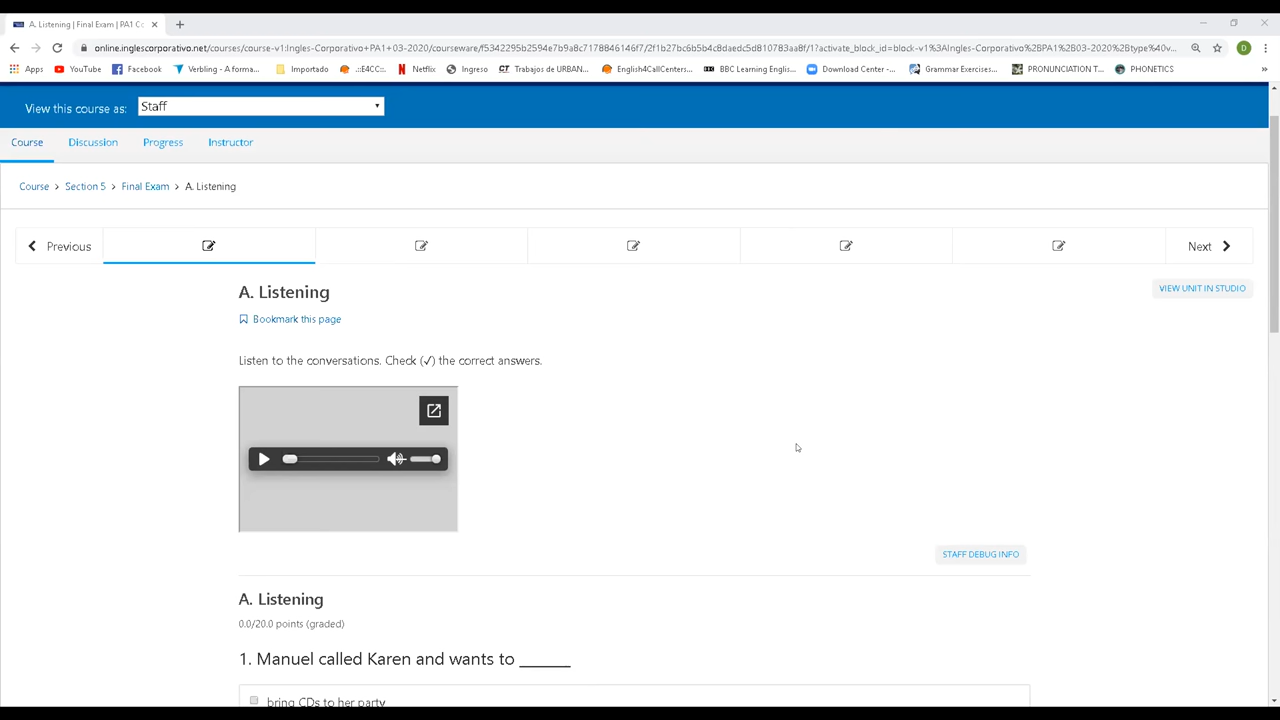 A. Listening | Final Exam | PA1 Co
online.inglescorporativo.net/courses/course-v1:Ingles-Corporativo+PA1+03-2020/courseware/f5342295b2594e7b9a8c7178846146f7/2f1b27bc6b5b4c8daedc5d810783aa8f/1?activate_block_id=block-v1%3AIngles-Corporativo%2BPA1%2B03-2020%2Btype%40v...
D
Apps YouTube Facebook Verbling - A forma... Importado .::E4CC::. Netflix Ingreso Trabajos de URBAN... English4CallCenters... BBC Learning Englis... Download Center -... Grammar Exercises... PRONUNCIATION T... PHONETICS »
View this course as: Staff
Course Discussion Progress Instructor
Course > Section 5 > Final Exam > A. Listening
Previous Next
A. Listening
VIEW UNIT IN STUDIO
Bookmark this page
Listen to the conversations. Check (✓) the correct answers.
STAFF DEBUG INFO
A. Listening
0.0/20.0 points (graded)
1. Manuel called Karen and wants to ______
bring CDs to her party